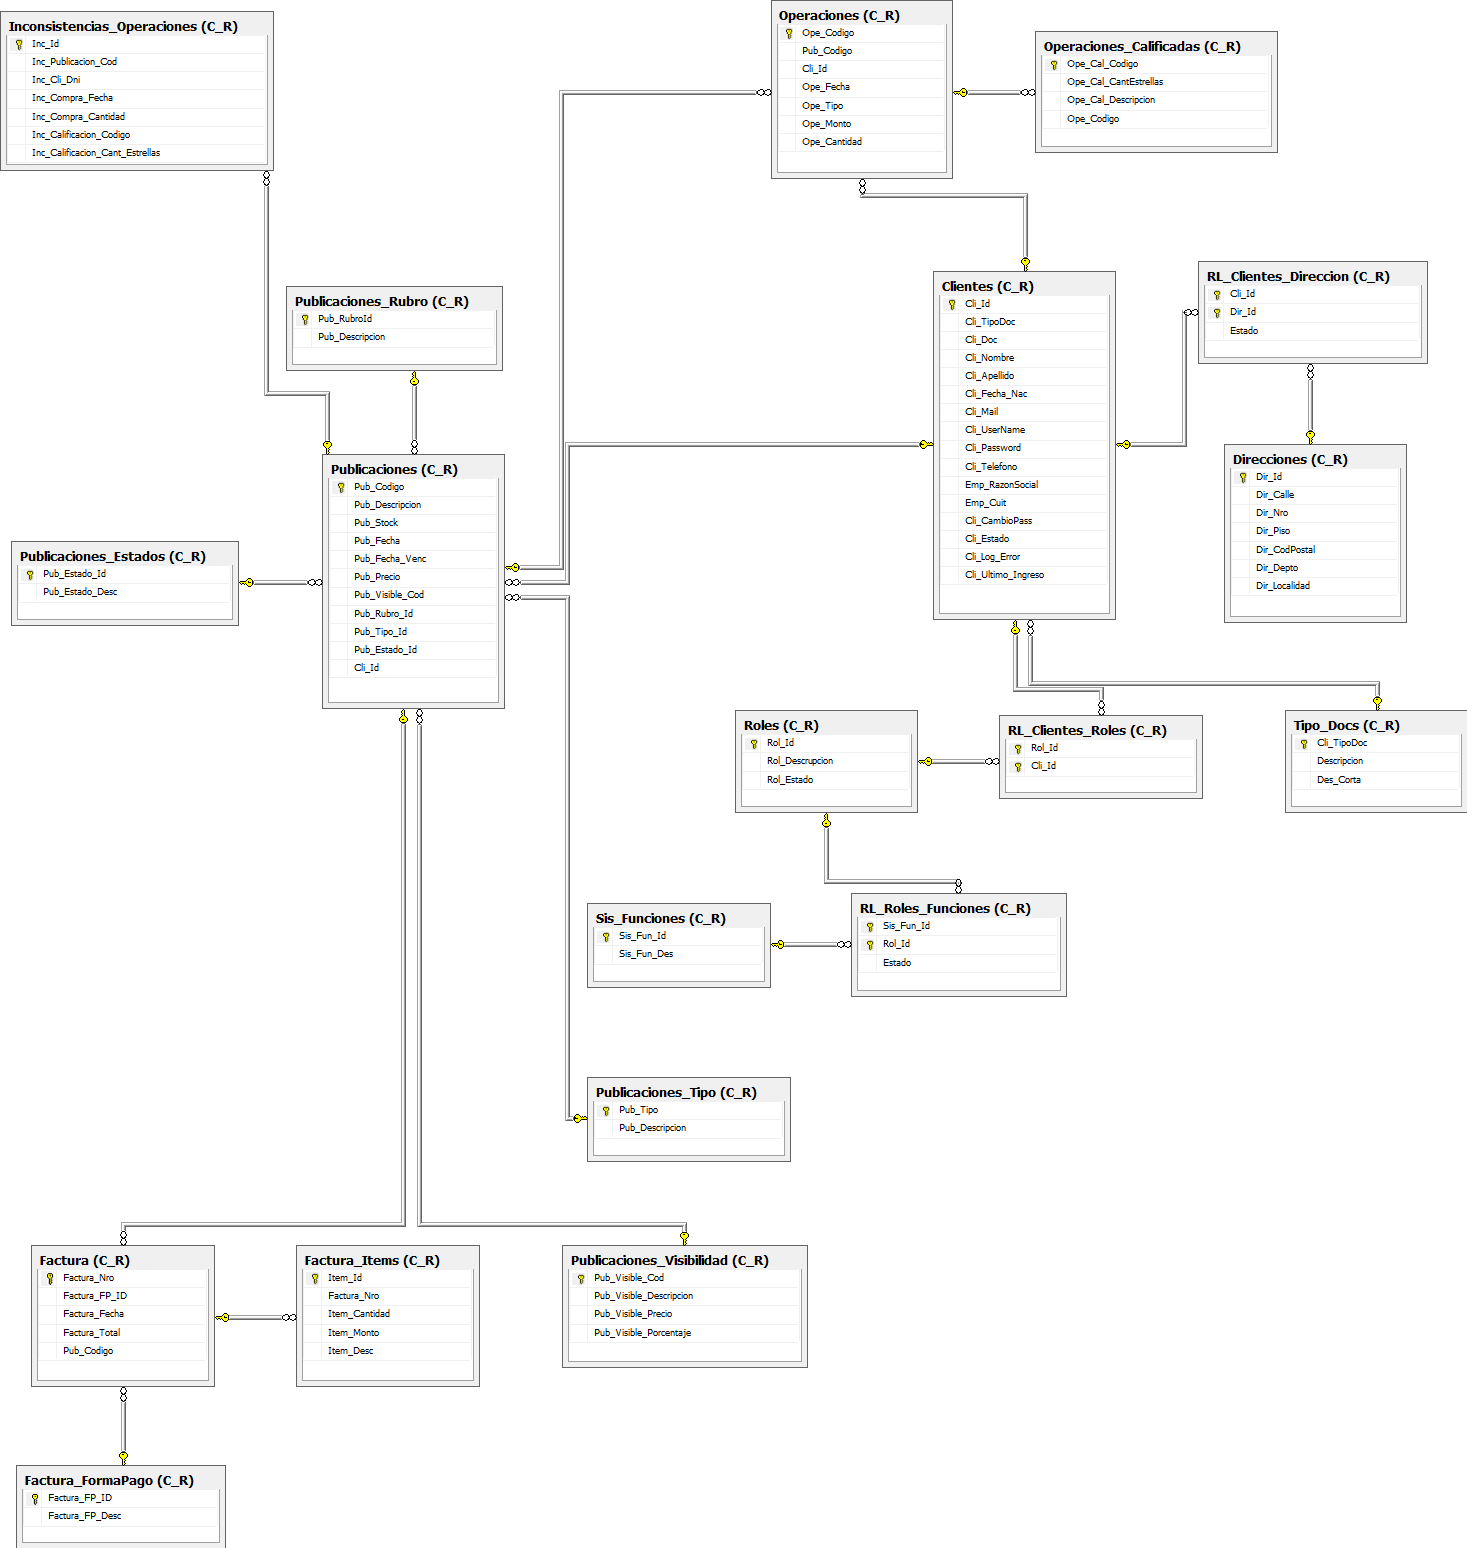 Inconsistencias_Operaciones (C_R)
Inc_Id
Inc_Publicacion_Cod
Inc_Cli_Dni
Inc_Compra_Fecha
Inc_Compra_Cantidad
Inc_Calificacion_Codigo
Inc_Calificacion_Cant_Estrellas
Operaciones (C_R)
Ope_Codigo
Pub_Codigo
Cli_Id
Ope_Fecha
Ope_Tipo
Ope_Monto
Ope_Cantidad
Operaciones_Calificadas (C_R)
Ope_Cal_Codigo
Ope_Cal_CantEstrellas
Ope_Cal_Descripcion
Ope_Codigo
Publicaciones_Rubro (C_R)
Pub_RubroId
Pub_Descripcion
Clientes (C_R)
Cli_Id
Cli_TipoDoc
Cli_Doc
Cli_Nombre
Cli_Apellido
Cli_Fecha_Nac
Cli_Mail
Cli_UserName
Cli_Password
Cli_Telefono
Emp_RazonSocial
Emp_Cuit
Cli_CambioPass
Cli_Estado
Cli_Log_Error
Cli_Ultimo_Ingreso
RL_Clientes_Direccion (C_R)
Cli_Id
Dir_Id
Estado
Direcciones (C_R)
Dir_Id
Dir_Calle
Dir_Nro
Dir_Piso
Dir_CodPostal
Dir_Depto
Dir_Localidad
Publicaciones (C_R)
Pub_Codigo
Pub_Descripcion
Pub_Stock
Pub_Fecha
Pub_Fecha_Venc
Pub_Precio
Pub_Visible_Cod
Pub_Rubro_Id
Pub_Tipo_Id
Pub_Estado_Id
Cli_Id
Publicaciones_Estados (C_R)
Pub_Estado_Id
Pub_Estado_Desc
Roles (C_R)
Rol_Id
Rol_Descrupcion
Rol_Estado
RL_Clientes_Roles (C_R)
Rol_Id
Cli_Id
Tipo_Docs (C_R)
Cli_TipoDoc
Descripcion
Des_Corta
Sis_Funciones (C_R)
Sis_Fun_Id
Sis_Fun_Des
RL_Roles_Funciones (C_R)
Sis_Fun_Id
Rol_Id
Estado
Publicaciones_Tipo (C_R)
Pub_Tipo
Pub_Descripcion
Factura (C_R)
Factura_Nro
Factura_FP_ID
Factura_Fecha
Factura_Total
Pub_Codigo
Factura_Items (C_R)
Item_Id
Factura_Nro
Item_Cantidad
Item_Monto
Item_Desc
Publicaciones_Visibilidad (C_R)
Pub_Visible_Cod
Pub_Visible_Descripcion
Pub_Visible_Precio
Pub_Visible_Porcentaje
Factura_FormaPago (C_R)
Factura_FP_ID
Factura_FP_Desc